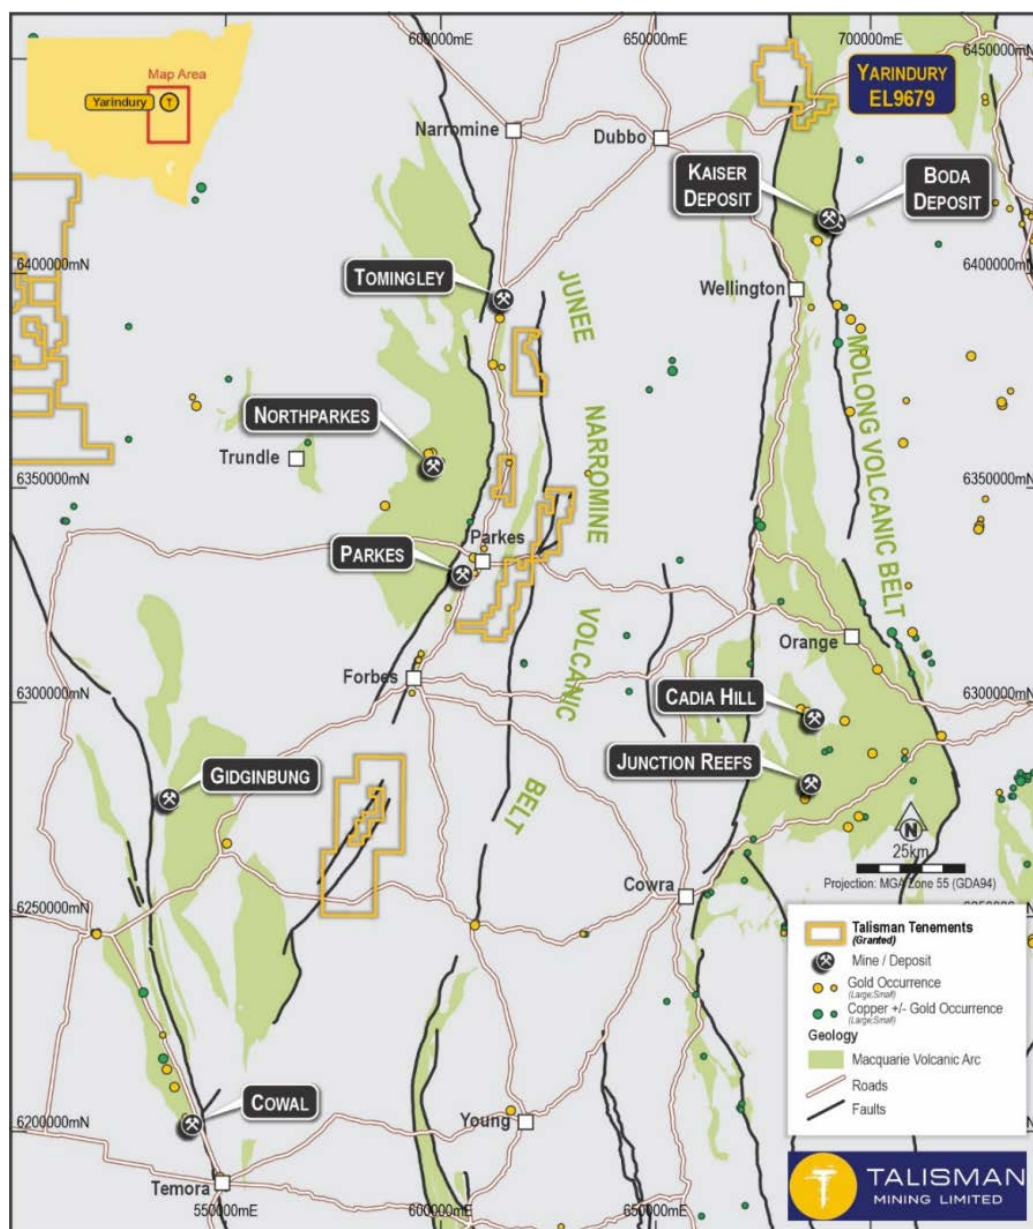 600000mE
650000mE
700000mE
6450000mN
Map Area
Yarindury
YARINDURY
EL9679
Narromine
Dubbo
KAISER
DEPOSIT
BODA
DEPOSIT
6400000mN
6400000mN
TOMINGLEY
Wellington
JUNEE
NARROMINE
VOLCANIC
BELT
MOLONG VOLCANIC BELT
NORTHPARKES
Trundle
6350000mN
6350000mN
Parkes
PARKES
Orange
Forbes
6300000mN
6300000mN
CADIA HILL
GIDGINBUNG
JUNCTION REEFS
N
25km
Projection: MGA Zone 55 (GDA94)
Cowra
6250000mN
Talisman Tenements
(Granted)
Mine / Deposit
Gold Occurrence
(Large;Small)
Copper +/- Gold Occurrence
(Large;Small)
Geology
Macquarie Volcanic Arc
Roads
Faults
6200000mN
COWAL
Young
Temora
550000mE
600000mE
TALISMAN
MINING LIMITED